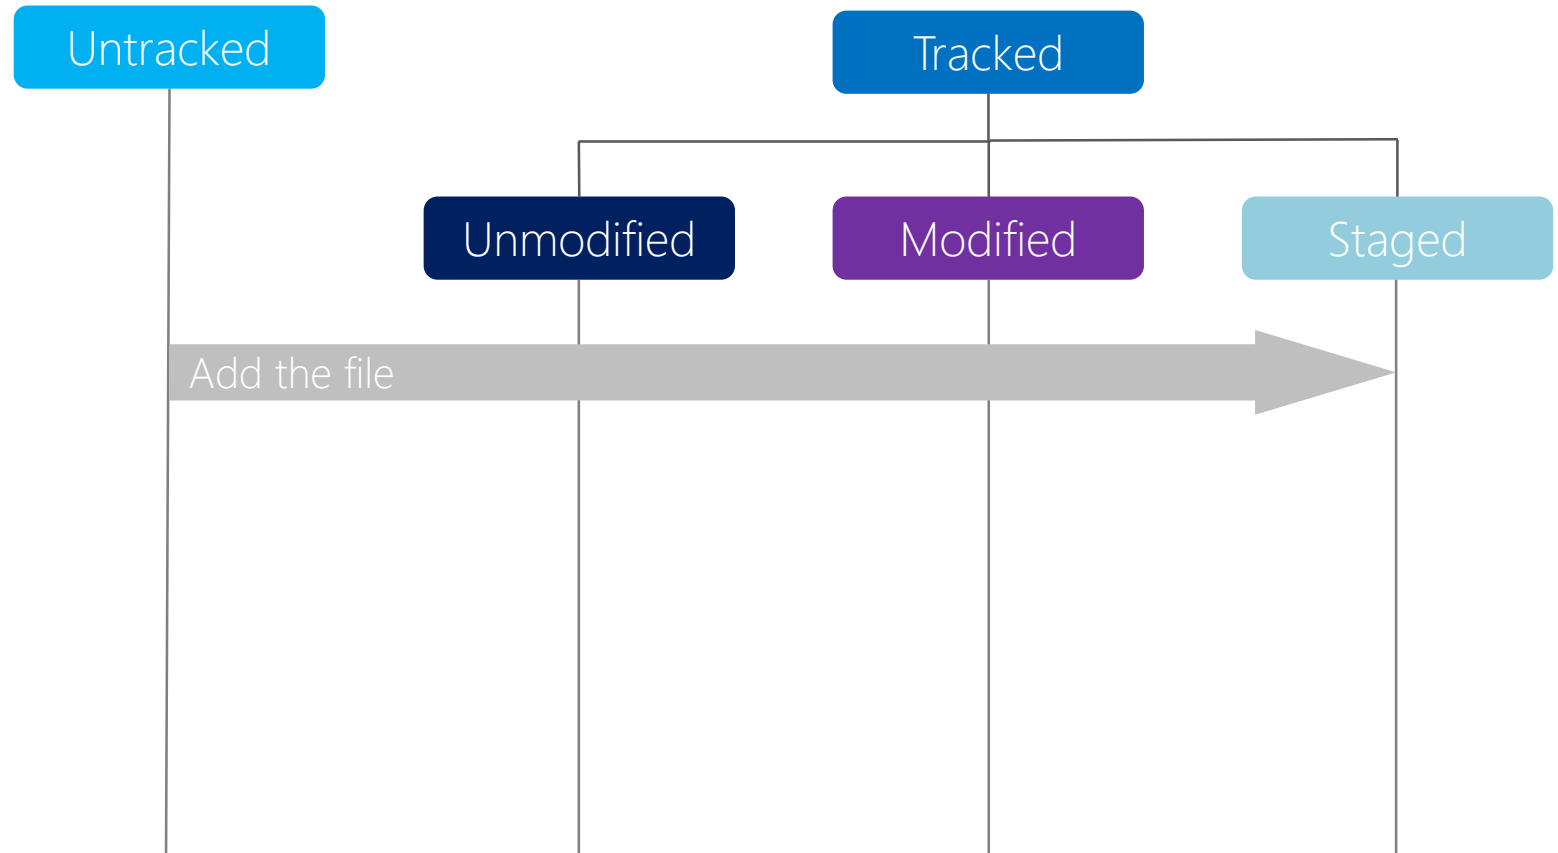 Untracked
Tracked
Unmodified
Modified
Staged
Add the file